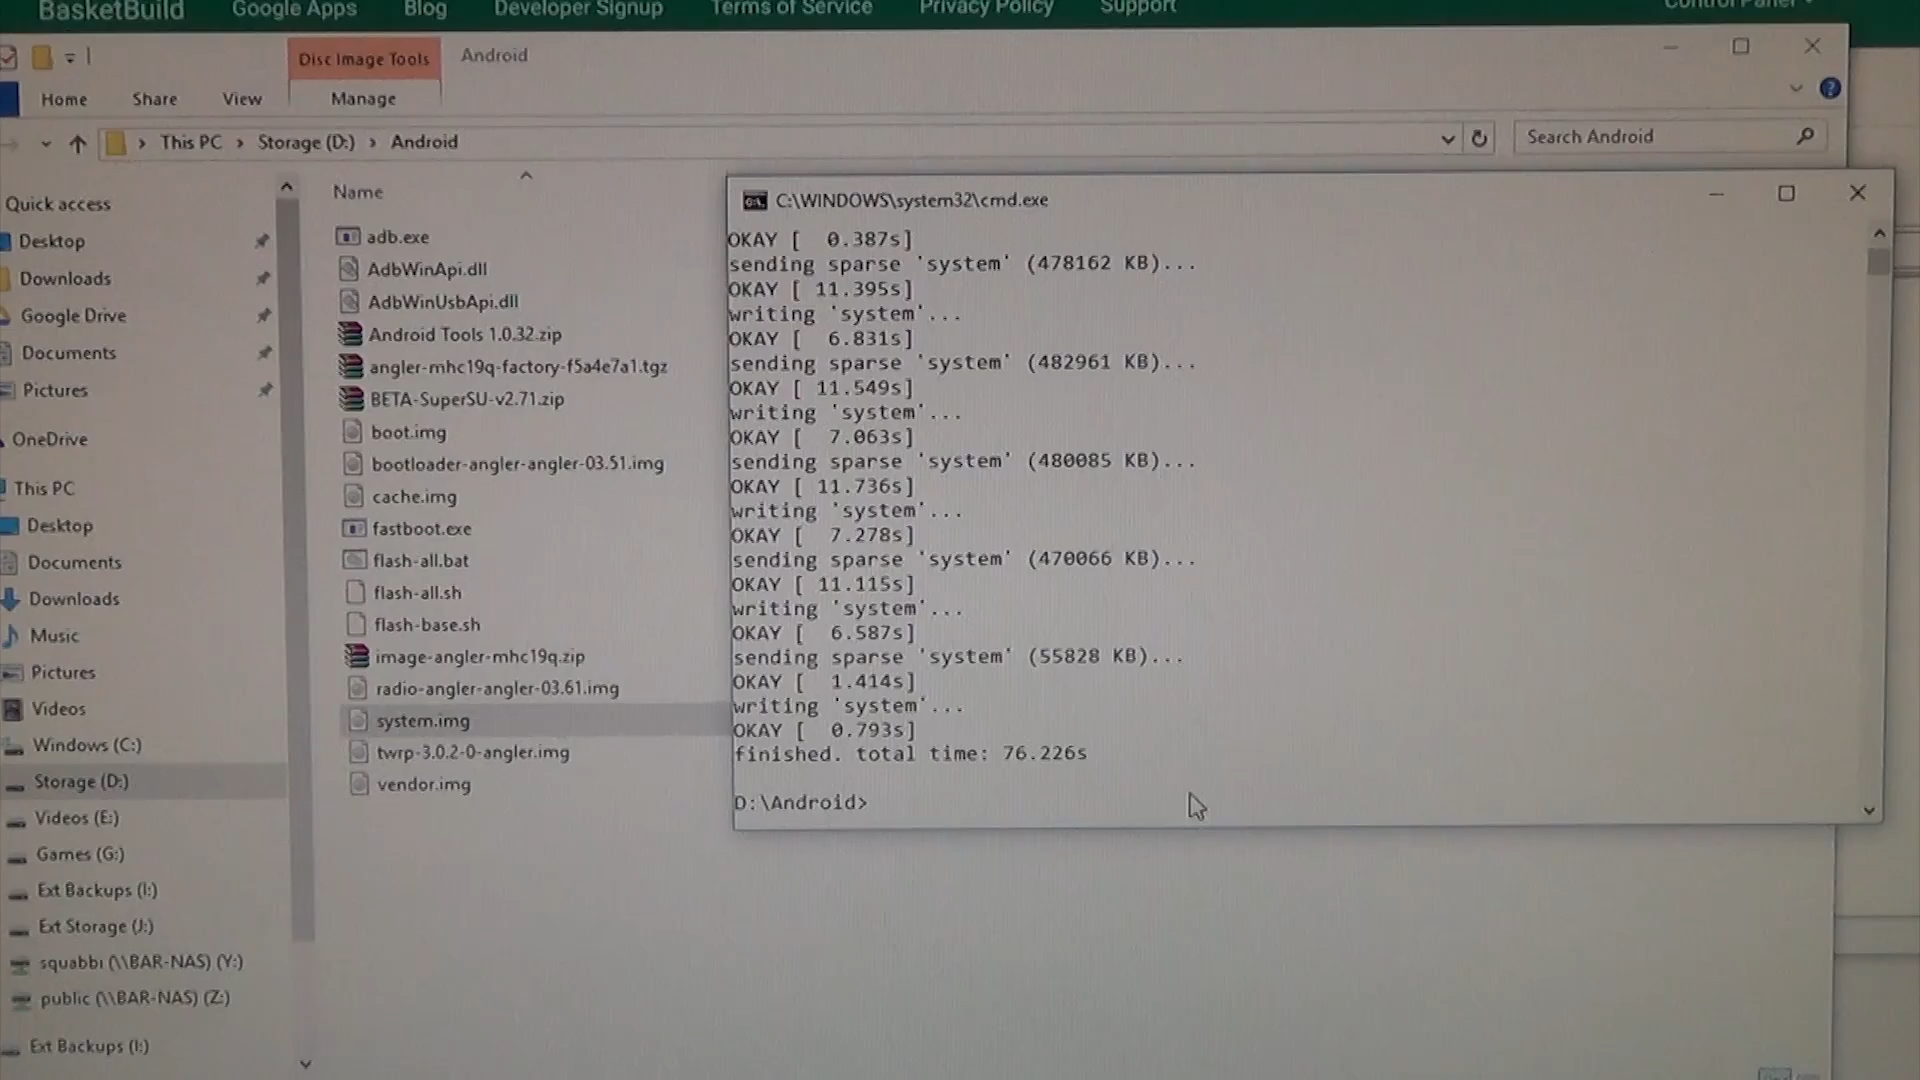 BasketBuild Google Apps Blog Developer Signup Terms of Service Privacy Policy Support Control Panel
Disc Image Tools Android
Home Share View Manage
This PC > Storage (D:) > Android
Search Android
Quick access
Desktop
Downloads
Google Drive
Documents
Pictures
OneDrive
This PC
Desktop
Documents
Downloads
Music
Pictures
Videos
Windows (C:)
Storage (D:)
Videos (E:)
Games (G:)
Ext Backups (I:)
Ext Storage (J:)
squabbi (\\BAR-NAS) (Y:)
public (\\BAR-NAS) (Z:)
Ext Backups (I:)
Name
adb.exe
AdbWinApi.dll
AdbWinUsbApi.dll
Android Tools 1.0.32.zip
angler-mhc19q-factory-f5a4e7a1.tgz
BETA-SuperSU-v2.71.zip
boot.img
bootloader-angler-angler-03.51.img
cache.img
fastboot.exe
flash-all.bat
flash-all.sh
flash-base.sh
image-angler-mhc19q.zip
radio-angler-angler-03.61.img
system.img
twrp-3.0.2-0-angler.img
vendor.img
C:\WINDOWS\system32\cmd.exe
OKAY [  0.387s]
sending sparse 'system' (478162 KB)...
OKAY [ 11.395s]
writing 'system'...
OKAY [  6.831s]
sending sparse 'system' (482961 KB)...
OKAY [ 11.549s]
writing 'system'...
OKAY [  7.063s]
sending sparse 'system' (480085 KB)...
OKAY [ 11.736s]
writing 'system'...
OKAY [  7.278s]
sending sparse 'system' (470066 KB)...
OKAY [ 11.115s]
writing 'system'...
OKAY [  6.587s]
sending sparse 'system' (55828 KB)...
OKAY [  1.414s]
writing 'system'...
OKAY [  0.793s]
finished. total time: 76.226s
D:\Android>